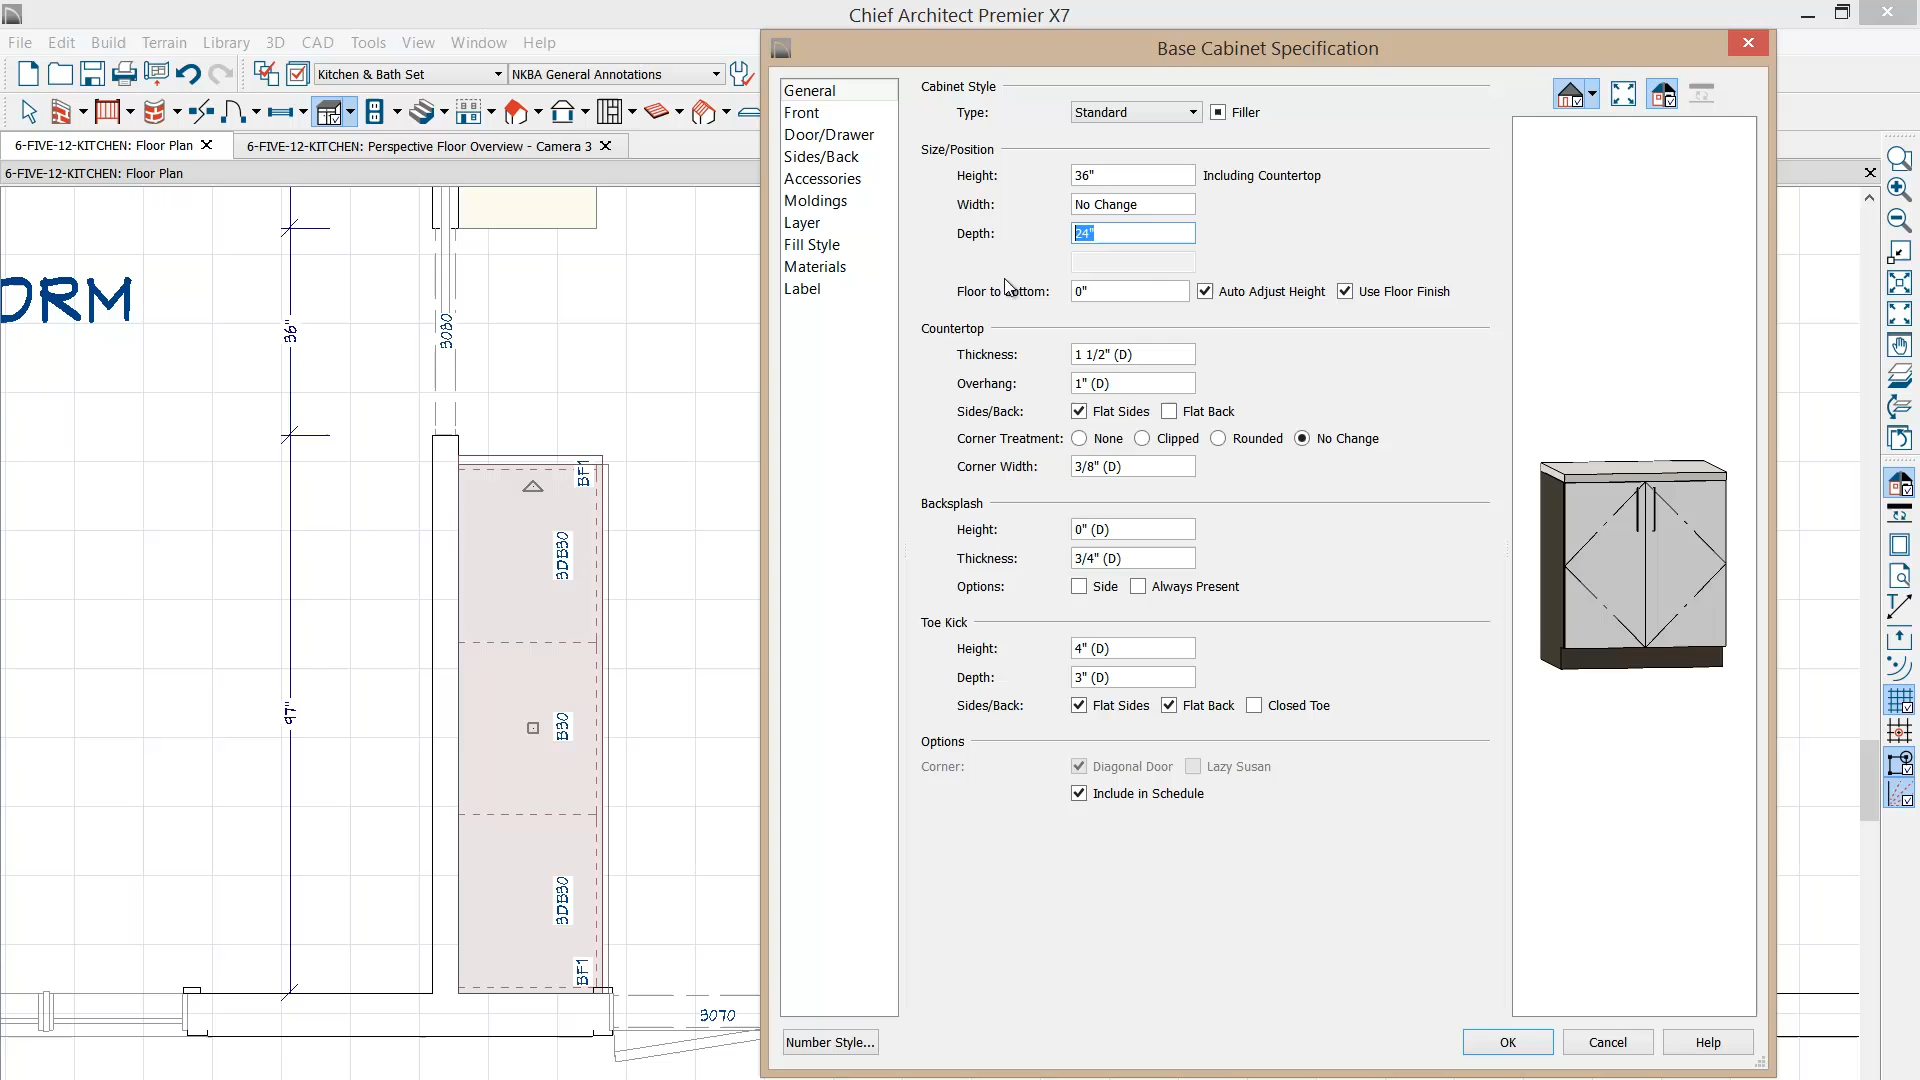 Chief Architect Premier X7
File Edit Build Terrain Library 3D CAD Tools View Window Help
Kitchen & Bath Set
NKBA General Annotations
6-FIVE-12-KITCHEN: Floor Plan
6-FIVE-12-KITCHEN: Perspective Floor Overview - Camera 3
6-FIVE-12-KITCHEN: Floor Plan
ORM
36"
3080
97"
BF1
3DB30
B30
3DB30
BF1
3070
Base Cabinet Specification
General
Front
Door/Drawer
Sides/Back
Accessories
Moldings
Layer
Fill Style
Materials
Label
Cabinet Style
Type: Standard Filler
Size/Position
Height: 36" Including Countertop
Width: No Change
Depth: 24"
Floor to Bottom: 0" Auto Adjust Height Use Floor Finish
Countertop
Thickness: 1 1/2" (D)
Overhang: 1" (D)
Sides/Back: Flat Sides Flat Back
Corner Treatment: None Clipped Rounded No Change
Corner Width: 3/8" (D)
Backsplash
Height: 0" (D)
Thickness: 3/4" (D)
Options: Side Always Present
Toe Kick
Height: 4" (D)
Depth: 3" (D)
Sides/Back: Flat Sides Flat Back Closed Toe
Options
Corner: Diagonal Door Lazy Susan
Include in Schedule
Number Style...
OK Cancel Help